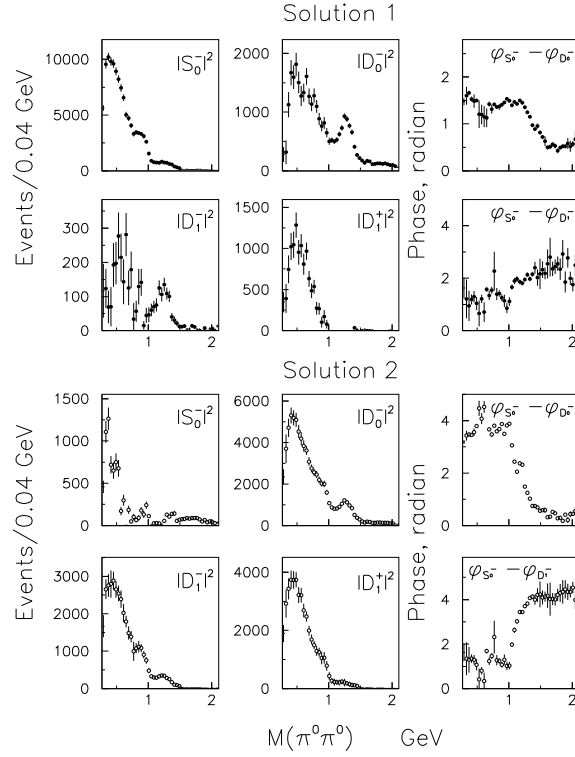 Solution 1
Events/0.04 GeV
10000
5000
0
|S₀⁻|²
2000
1000
0
|D₀⁻|²
Phase, radian
4
2
0
φS₀⁻ − φD₀⁻
300
200
100
0
|D₁⁻|²
1 2
1500
1000
500
0
|D₁⁺|²
1 2
4
2
0
φS₀⁻ − φD₁⁻
1 2
Solution 2
Events/0.04 GeV
1500
1000
500
0
|S₀⁻|²
6000
4000
2000
0
|D₀⁻|²
Phase, radian
4
2
0
φS₀⁻ − φD₀⁻
3000
2000
1000
0
|D₁⁻|²
1 2
4000
2000
0
|D₁⁺|²
1 2
4
2
0
φS₀⁻ − φD₁⁻
1 2
M(π⁰π⁰) GeV